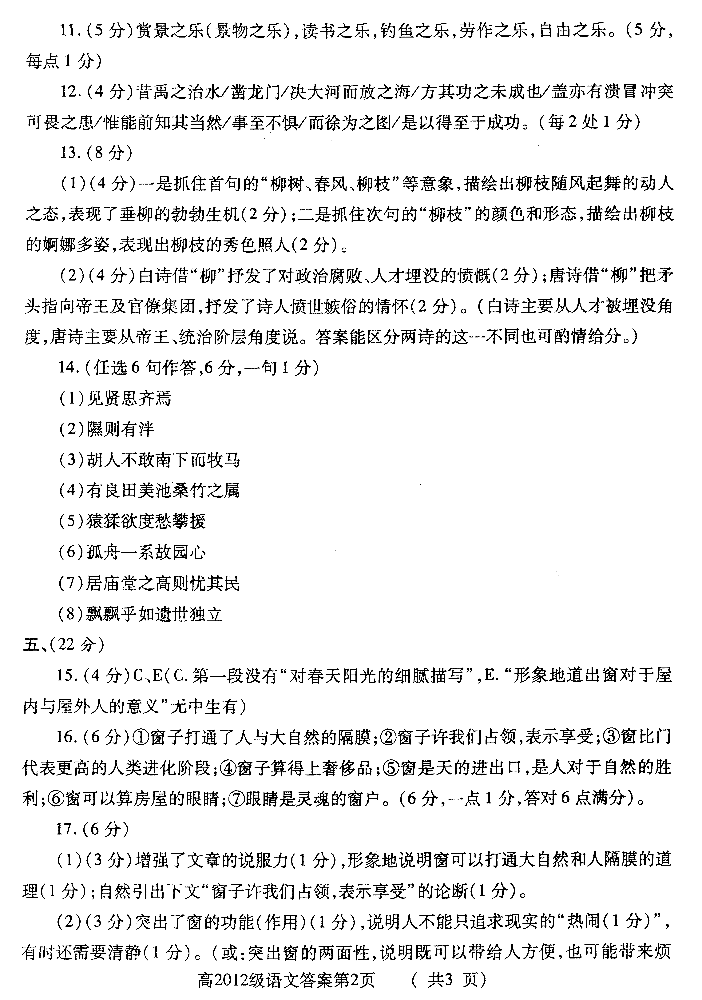 11.(5 分)赏景之乐(景物之乐),读书之乐,钓鱼之乐,劳作之乐,自由之乐。(5 分,
每点 1 分)
12.(4 分)昔禹之治水/凿龙门/决大河而放之海/方其功之未成也/盖亦有溃冒冲突
可畏之患/惟能前知其当然/事至不惧/而徐为之图/是以得至于成功。(每 2 处 1 分)
13.(8 分)
(1)(4 分)一是抓住首句的“柳树、春风、柳枝”等意象,描绘出柳枝随风起舞的动人
之态,表现了垂柳的勃勃生机(2 分);二是抓住次句的“柳枝”的颜色和形态,描绘出柳枝
的婀娜多姿,表现出柳枝的秀色照人(2 分)。
(2)(4 分)白诗借“柳”抒发了对政治腐败、人才埋没的愤慨(2 分);唐诗借“柳”把矛
头指向帝王及官僚集团,抒发了诗人愤世嫉俗的情怀(2 分)。(白诗主要从人才被埋没角
度,唐诗主要从帝王、统治阶层角度说。答案能区分两诗的这一不同也可酌情给分。)
14.(任选 6 句作答,6 分,一句 1 分)
(1)见贤思齐焉
(2)隰则有泮
(3)胡人不敢南下而牧马
(4)有良田美池桑竹之属
(5)猿猱欲度愁攀援
(6)孤舟一系故园心
(7)居庙堂之高则忧其民
(8)飘飘乎如遗世独立
五、(22 分)
15.(4 分)C、E(C.第一段没有“对春天阳光的细腻描写”,E.“形象地道出窗对于屋
内与屋外人的意义”无中生有)
16.(6 分)①窗子打通了人与大自然的隔膜;②窗子许我们占领,表示享受;③窗比门
代表更高的人类进化阶段;④窗子算得上奢侈品;⑤窗是天的进出口,是人对于自然的胜
利;⑥窗可以算房屋的眼睛;⑦眼睛是灵魂的窗户。(6 分,一点 1 分,答对 6 点满分)。
17.(6 分)
(1)(3 分)增强了文章的说服力(1 分),形象地说明窗可以打通大自然和人隔膜的道
理(1 分);自然引出下文“窗子许我们占领,表示享受”的论断(1 分)。
(2)(3 分)突出了窗的功能(作用)(1 分),说明人不能只追求现实的“热闹(1 分)”,
有时还需要清静(1 分)。(或:突出窗的两面性,说明既可以带给人方便,也可能带来烦
高2012级语文答案第2页 ( 共3 页)